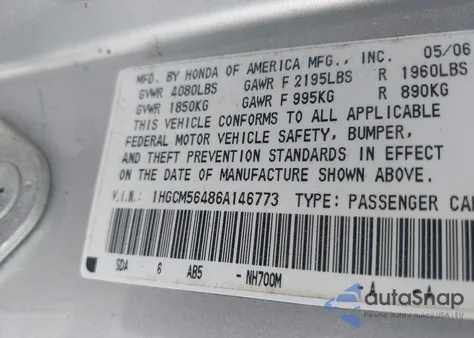 MFD. BY HONDA OF AMERICA MFG., INC. 05/06
GVWR 4080LBS GAWR F 2195LBS R 1960LBS
GVWR 1850KG GAWR F 995KG R 890KG
THIS VEHICLE CONFORMS TO ALL APPLICABLE
FEDERAL MOTOR VEHICLE SAFETY, BUMPER,
AND THEFT PREVENTION STANDARDS IN EFFECT
ON THE DATE OF MANUFACTURE SHOWN ABOVE.
V.I.N.: 1HGCM56486A146773 TYPE: PASSENGER CAR
SDA 6 AB5 -NH700M A A
autoSnap